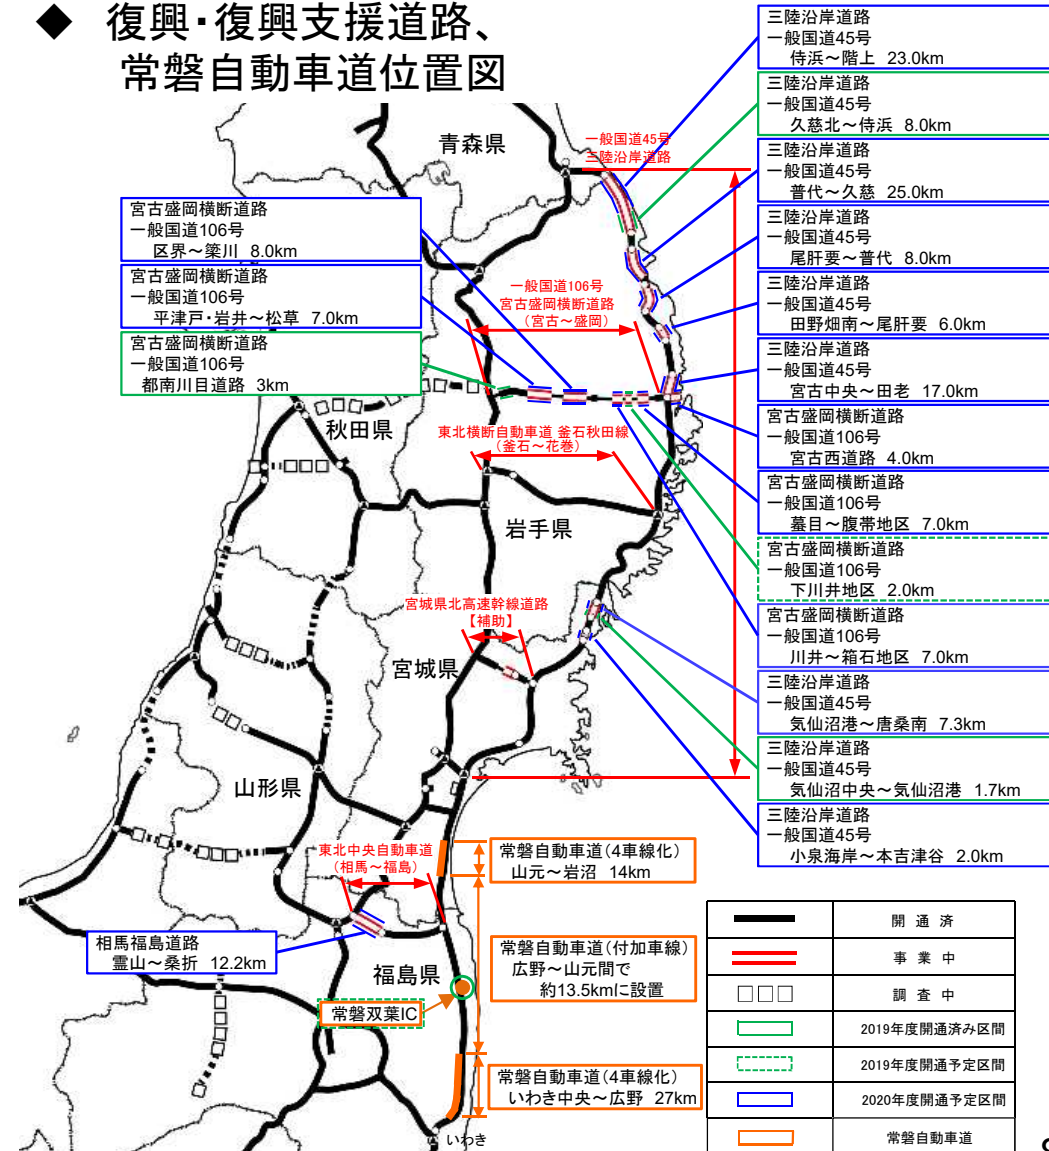 ◆ 復興・復興支援道路、
常磐自動車道位置図
三陸沿岸道路
一般国道45号
侍浜～階上 23.0km
三陸沿岸道路
一般国道45号
久慈北～侍浜 8.0km
三陸沿岸道路
一般国道45号
普代～久慈 25.0km
三陸沿岸道路
一般国道45号
尾肝要～普代 8.0km
三陸沿岸道路
一般国道45号
田野畑南～尾肝要 6.0km
三陸沿岸道路
一般国道45号
宮古中央～田老 17.0km
宮古盛岡横断道路
一般国道106号
宮古西道路 4.0km
宮古盛岡横断道路
一般国道106号
蟇目～腹帯地区 7.0km
宮古盛岡横断道路
一般国道106号
下川井地区 2.0km
宮古盛岡横断道路
一般国道106号
川井～箱石地区 7.0km
三陸沿岸道路
一般国道45号
気仙沼港～唐桑南 7.3km
三陸沿岸道路
一般国道45号
気仙沼中央～気仙沼港 1.7km
三陸沿岸道路
一般国道45号
小泉海岸～本吉津谷 2.0km
宮古盛岡横断道路
一般国道106号
区界～簗川 8.0km
宮古盛岡横断道路
一般国道106号
平津戸・岩井～松草 7.0km
宮古盛岡横断道路
一般国道106号
都南川目道路 3km
青森県
一般国道45号
三陸沿岸道路
一般国道106号
宮古盛岡横断道路
（宮古～盛岡）
秋田県
東北横断自動車道 釜石秋田線
（釜石～花巻）
岩手県
宮城県北高速幹線道路
【補助】
宮城県
山形県
東北中央自動車道
（相馬～福島）
常磐自動車道（4車線化）
山元～岩沼 14km
相馬福島道路
霊山～桑折 12.2km
常磐自動車道（付加車線）
広野～山元間で
約13.5kmに設置
福島県
常磐双葉IC
常磐自動車道（4車線化）
いわき中央～広野 27km
いわき
開通済
事業中
調査中
2019年度開通済み区間
2019年度開通予定区間
2020年度開通予定区間
常磐自動車道